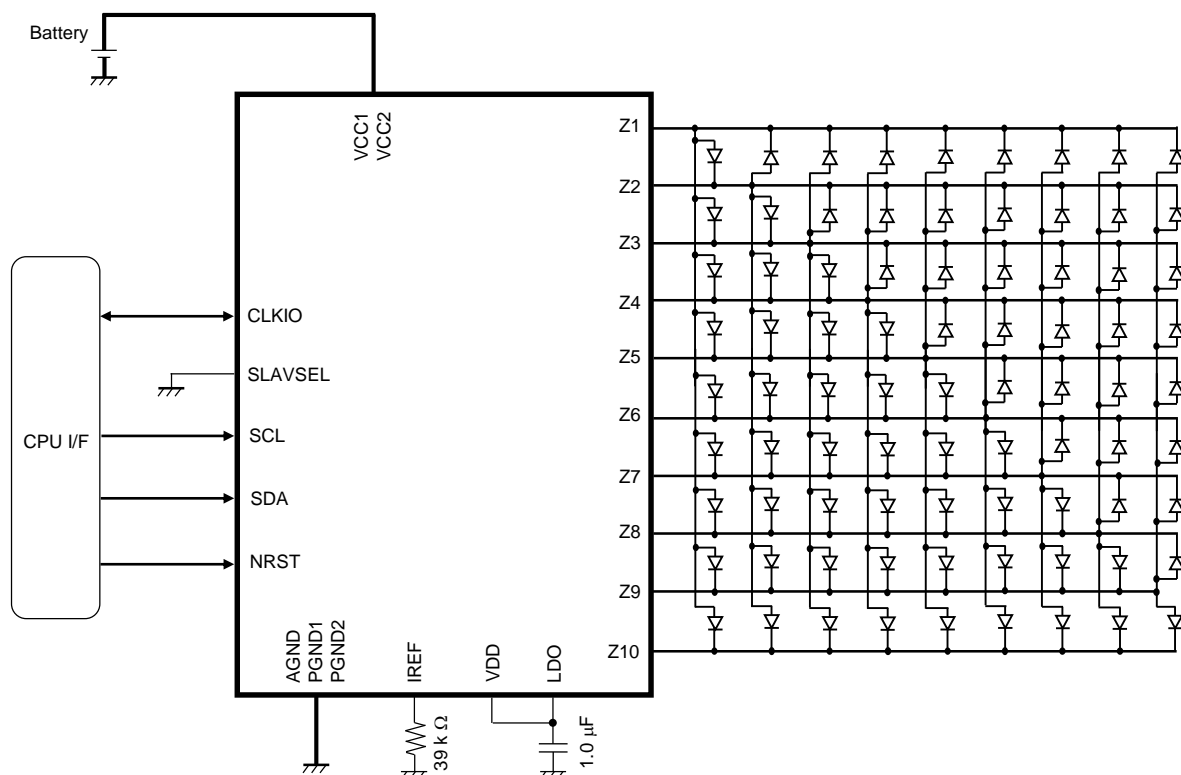 Battery
VCC1
VCC2
Z1
Z2
Z3
Z4
Z5
Z6
Z7
Z8
Z9
Z10
CPU I/F
CLKIO
SLAVSEL
SCL
SDA
NRST
AGND
PGND1
PGND2
IREF
VDD
LDO
39 k Ω
1.0 µF